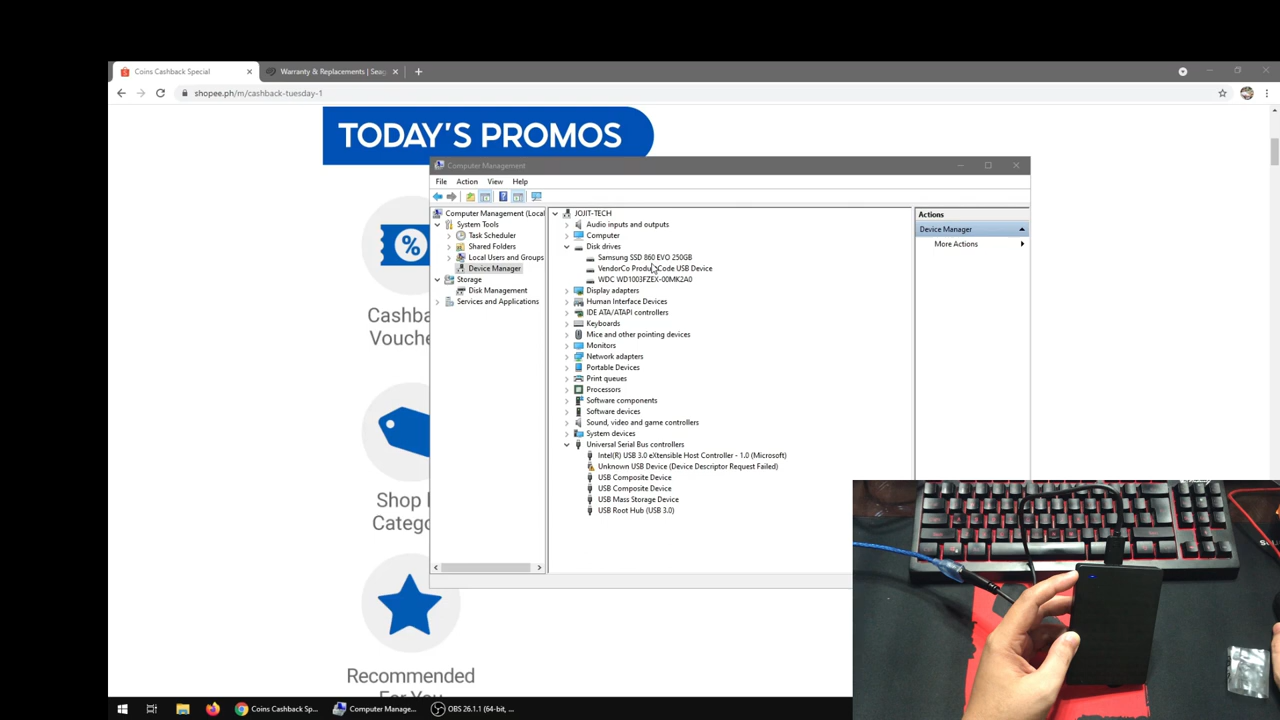 Coins Cashback Special
Warranty & Replacements | Seag
shopee.ph/m/cashback-tuesday-1
TODAY'S PROMOS
Cashba
Vouche
Shop
Catego
Recommended
For You
Computer Management
File Action View Help
Computer Management (Local
System Tools
Task Scheduler
Shared Folders
Local Users and Groups
Device Manager
Storage
Disk Management
Services and Applications
JOJIT-TECH
Audio inputs and outputs
Computer
Disk drives
Samsung SSD 860 EVO 250GB
VendorCo ProductCode USB Device
WDC WD1003FZEX-00MK2A0
Display adapters
Human Interface Devices
IDE ATA/ATAPI controllers
Keyboards
Mice and other pointing devices
Monitors
Network adapters
Portable Devices
Print queues
Processors
Software components
Software devices
Sound, video and game controllers
System devices
Universal Serial Bus controllers
Intel(R) USB 3.0 eXtensible Host Controller - 1.0 (Microsoft)
Unknown USB Device (Device Descriptor Request Failed)
USB Composite Device
USB Composite Device
USB Mass Storage Device
USB Root Hub (USB 3.0)
Actions
Device Manager
More Actions
Coins Cashback Sp...
Computer Manage...
OBS 26.1.1 (64-bit, ...